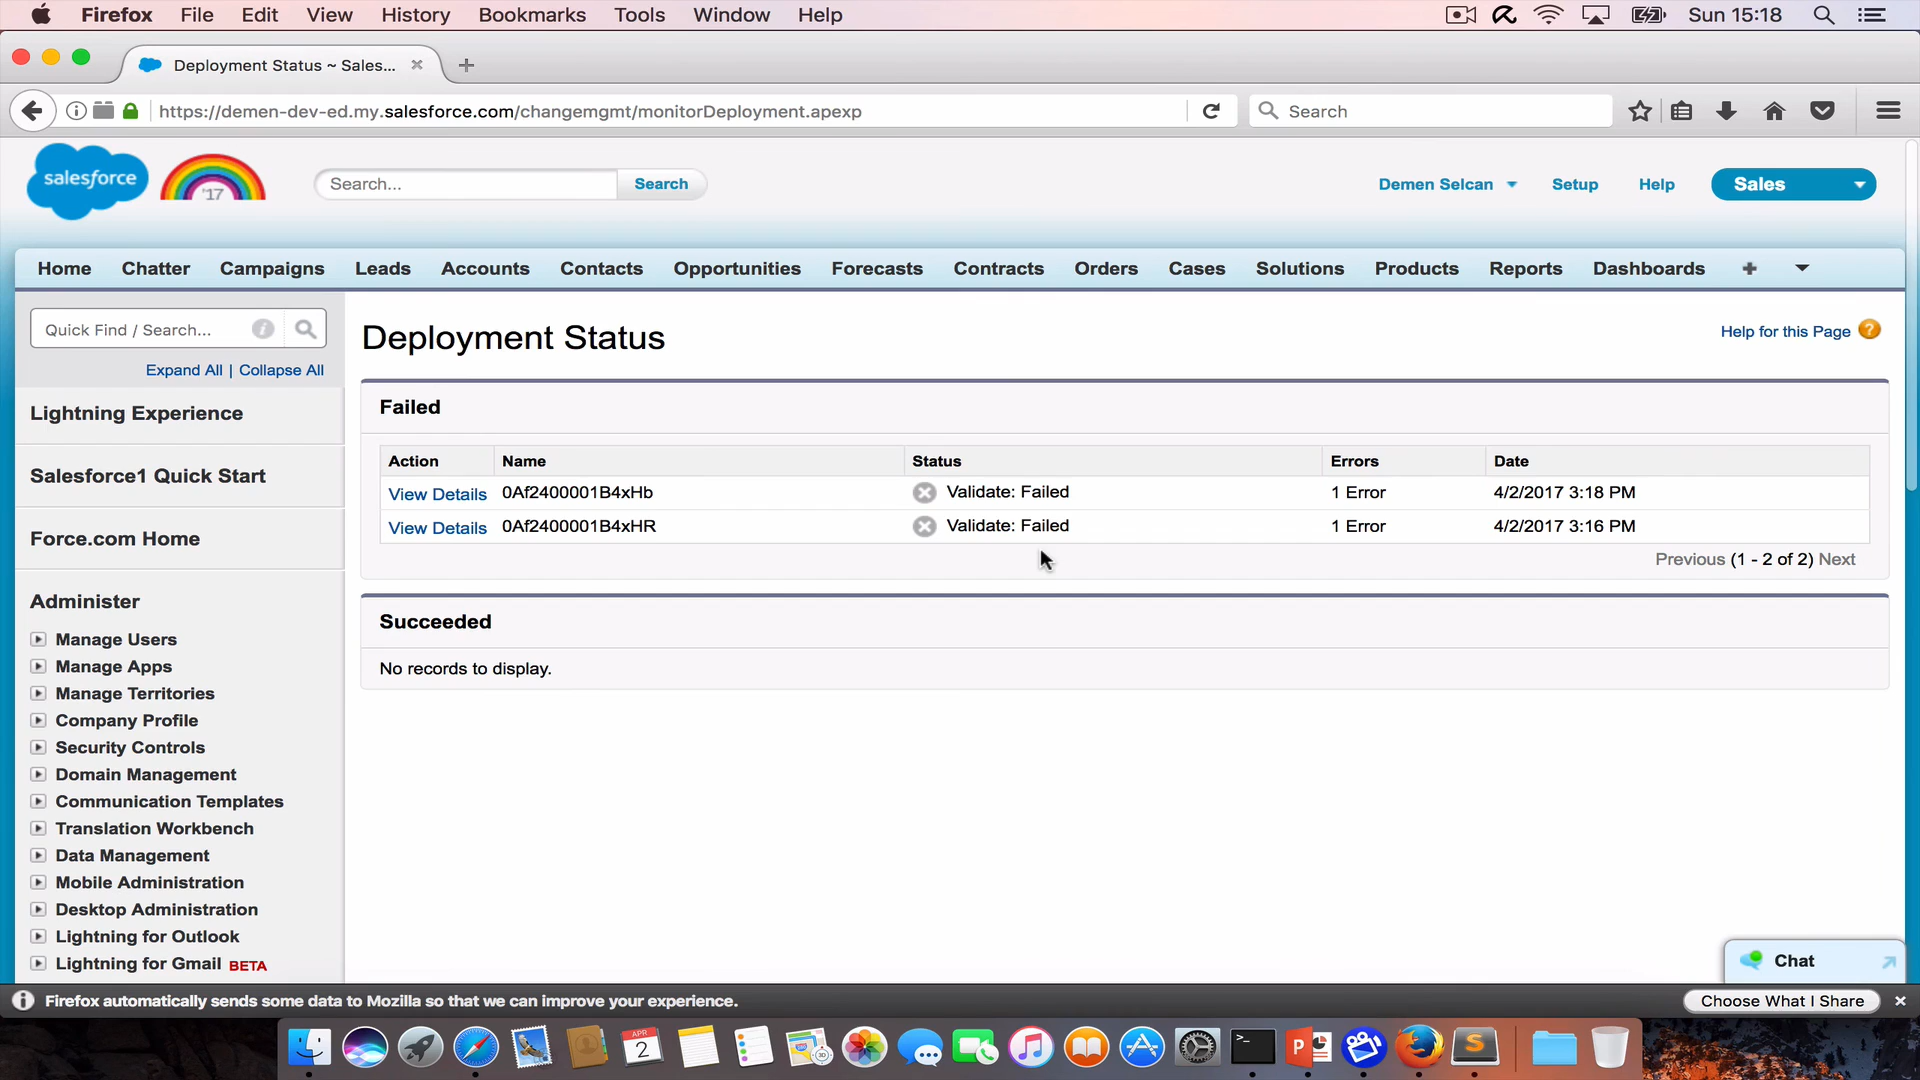 Firefox File Edit View History Bookmarks Tools Window Help Sun 15:18
Deployment Status ~ Sales...
https://demen-dev-ed.my.salesforce.com/changemgmt/monitorDeployment.apexp Search
salesforce '17 Search... Search Demen Selcan Setup Help Sales
Home Chatter Campaigns Leads Accounts Contacts Opportunities Forecasts Contracts Orders Cases Solutions Products Reports Dashboards
Quick Find / Search...
Expand All | Collapse All
Lightning Experience
Salesforce1 Quick Start
Force.com Home
Administer
Manage Users
Manage Apps
Manage Territories
Company Profile
Security Controls
Domain Management
Communication Templates
Translation Workbench
Data Management
Mobile Administration
Desktop Administration
Lightning for Outlook
Lightning for Gmail BETA
Deployment Status
Help for this Page
Failed
Action Name Status Errors Date
View Details 0Af2400001B4xHb Validate: Failed 1 Error 4/2/2017 3:18 PM
View Details 0Af2400001B4xHR Validate: Failed 1 Error 4/2/2017 3:16 PM
Previous (1 - 2 of 2) Next
Succeeded
No records to display.
Chat
Firefox automatically sends some data to Mozilla so that we can improve your experience. Choose What I Share
APR
2
3D